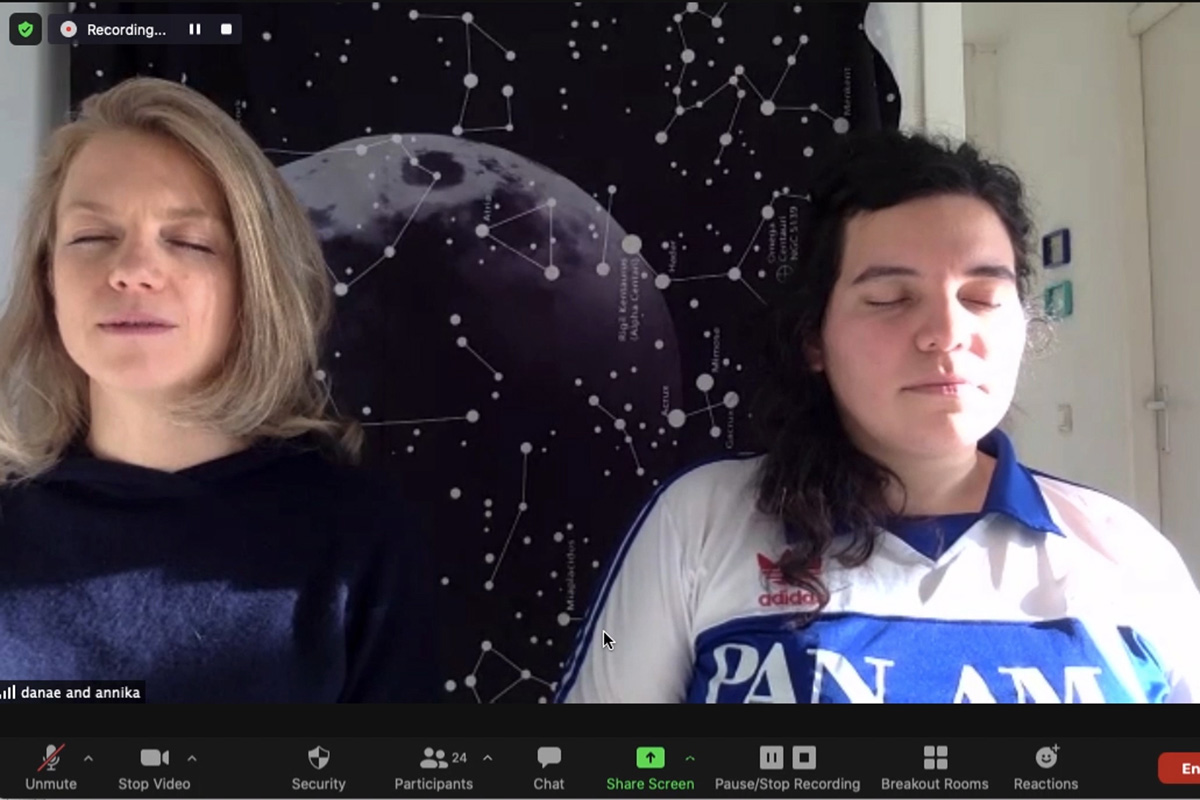 Recording...
Menkent
Atria
Hadar
Omega
Centauri
NGC 5139
Rigil Kentaurus
(Alpha Centauri)
Mimosa
Acrux
Gacrux
Miaplacidus
adidas
PAN AM
danae and annika
Unmute
Stop Video
Security
Participants
24
Chat
Share Screen
Pause/Stop Recording
Breakout Rooms
Reactions
En